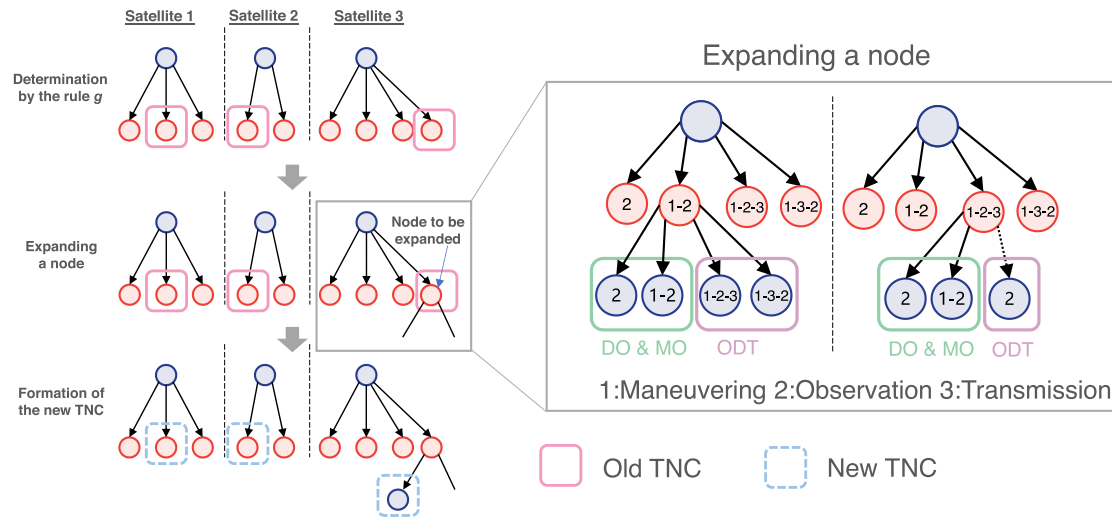 Satellite 1 Satellite 2 Satellite 3
Determination
by the rule g
Expanding
a node
Node to be
expanded
Formation of
the new TNC
Expanding a node
2 1-2 1-2-3 1-3-2
2 1-2 1-2-3 1-3-2
DO & MO ODT
2 1-2 1-2-3 1-3-2
2 1-2 2
DO & MO ODT
1:Maneuvering 2:Observation 3:Transmission
Old TNC New TNC